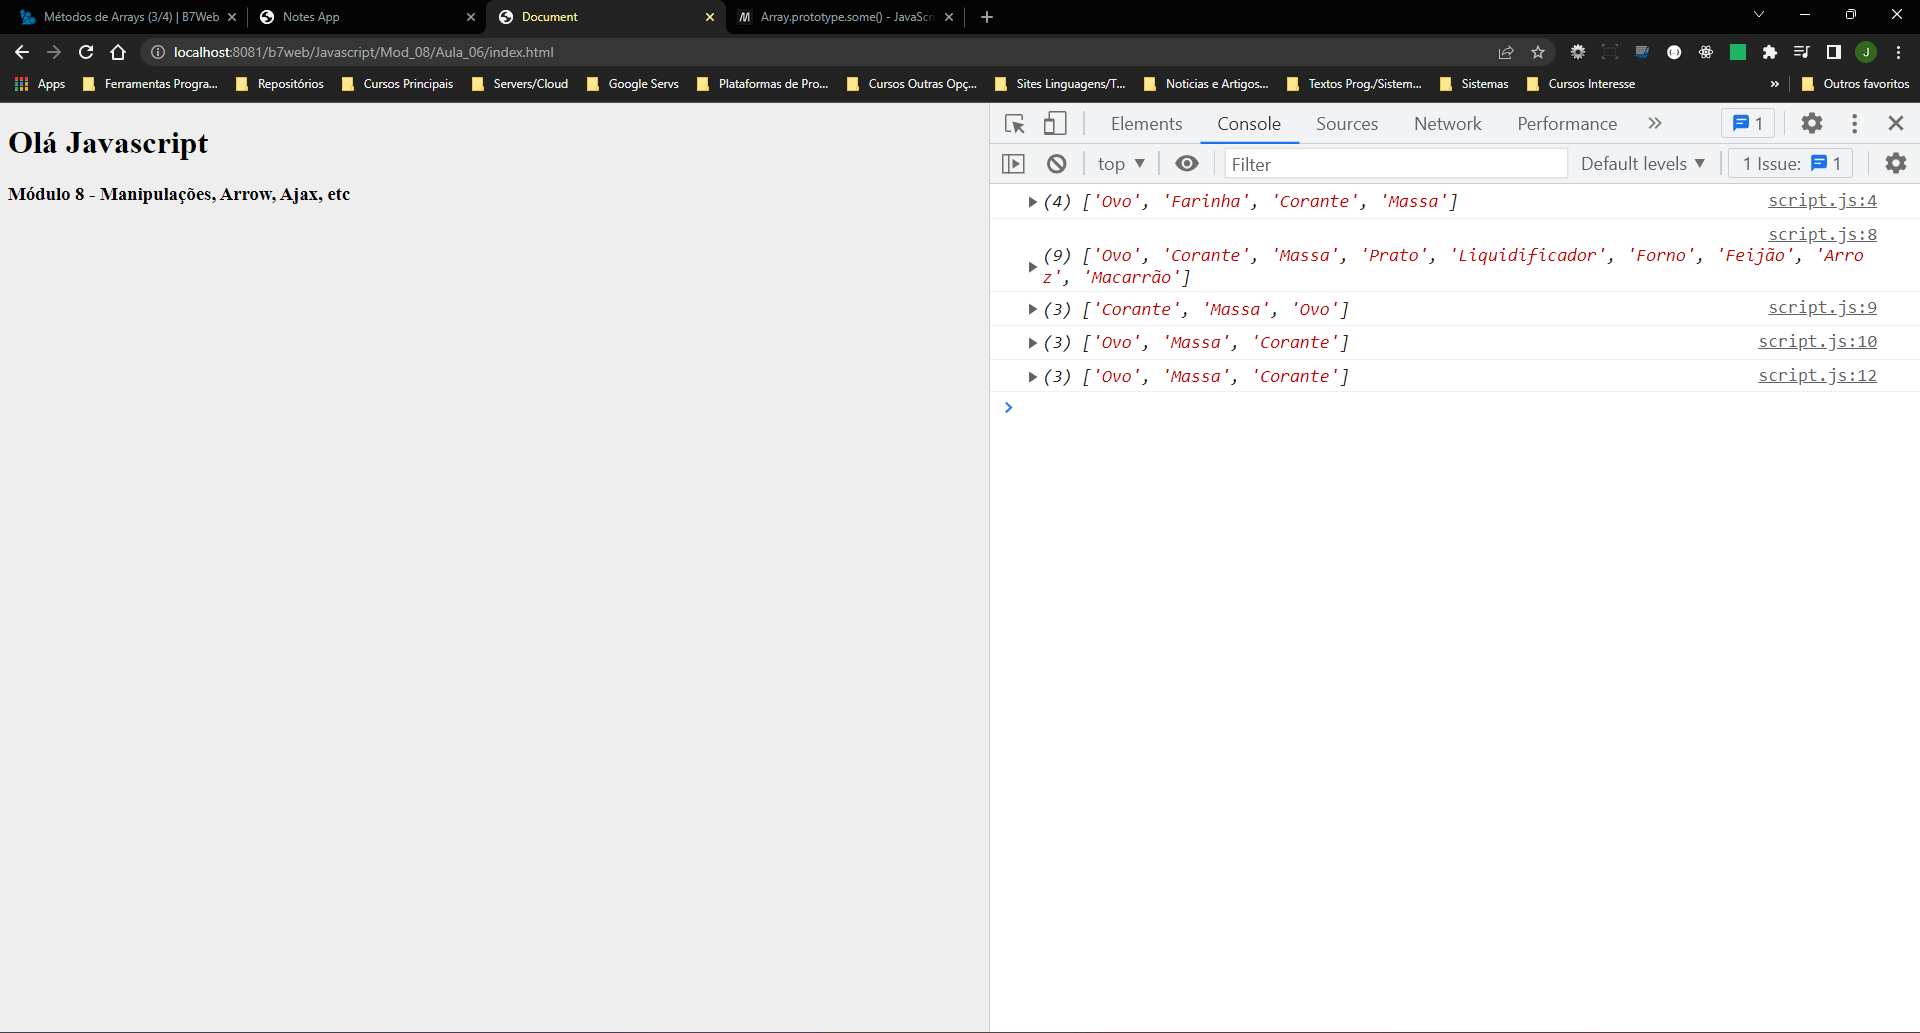 Métodos de Arrays (3/4) | B7Web
Notes App
Document
Array.prototype.some() - JavaScri
localhost:8081/b7web/Javascript/Mod_08/Aula_06/index.html
J
Apps
Ferramentas Progra...
Repositórios
Cursos Principais
Servers/Cloud
Google Servs
Plataformas de Pro...
Cursos Outras Opç...
Sites Linguagens/T...
Noticias e Artigos...
Textos Prog./Sistem...
Sistemas
Cursos Interesse
»
Outros favoritos
Olá Javascript
Módulo 8 - Manipulações, Arrow, Ajax, etc
Elements
Console
Sources
Network
Performance
»
1
top
Filter
Default levels
1 Issue: 1
(4) ['Ovo', 'Farinha', 'Corante', 'Massa']
script.js:4
script.js:8
(9) ['Ovo', 'Corante', 'Massa', 'Prato', 'Liquidificador', 'Forno', 'Feijão', 'Arro
z', 'Macarrão']
(3) ['Corante', 'Massa', 'Ovo']
script.js:9
(3) ['Ovo', 'Massa', 'Corante']
script.js:10
(3) ['Ovo', 'Massa', 'Corante']
script.js:12